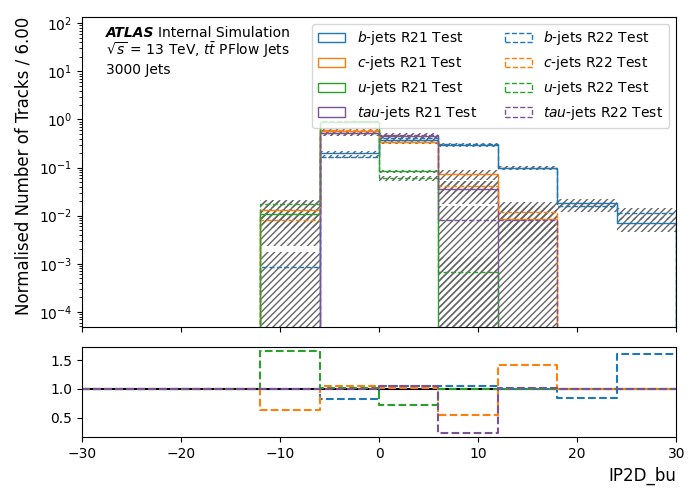 ATLAS Internal Simulation
√s = 13 TeV, tt̄ PFlow Jets
3000 Jets
b-jets R21 Test
c-jets R21 Test
u-jets R21 Test
tau-jets R21 Test
b-jets R22 Test
c-jets R22 Test
u-jets R22 Test
tau-jets R22 Test
Normalised Number of Tracks / 6.00
10²
10¹
10⁰
10⁻¹
10⁻²
10⁻³
10⁻⁴
1.5
1.0
0.5
−30 −20 −10 0 10 20 30
IP2D_bu